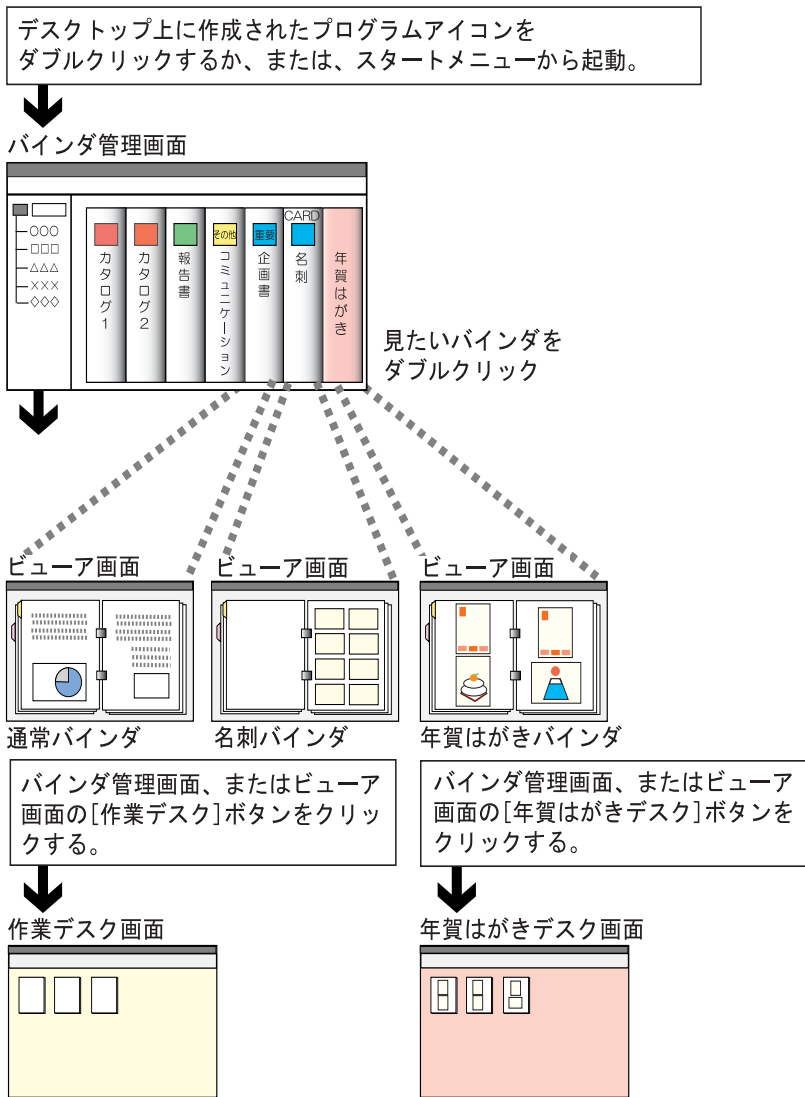 デスクトップ上に作成されたプログラムアイコンを
ダブルクリックするか、または、スタートメニューから起動。
バインダ管理画面
○○○
□□□
△△△
×××
◇◇◇
カタログ1
カタログ2
報告書
その他
コミュニケーション
重要
企画書
CARD
名刺
年賀はがき
見たいバインダを
ダブルクリック
ビューア画面
ビューア画面
ビューア画面
通常バインダ
名刺バインダ
年賀はがきバインダ
バインダ管理画面、またはビューア
画面の[作業デスク]ボタンをクリッ
クする。
バインダ管理画面、またはビューア
画面の[年賀はがきデスク]ボタンを
クリックする。
作業デスク画面
年賀はがきデスク画面